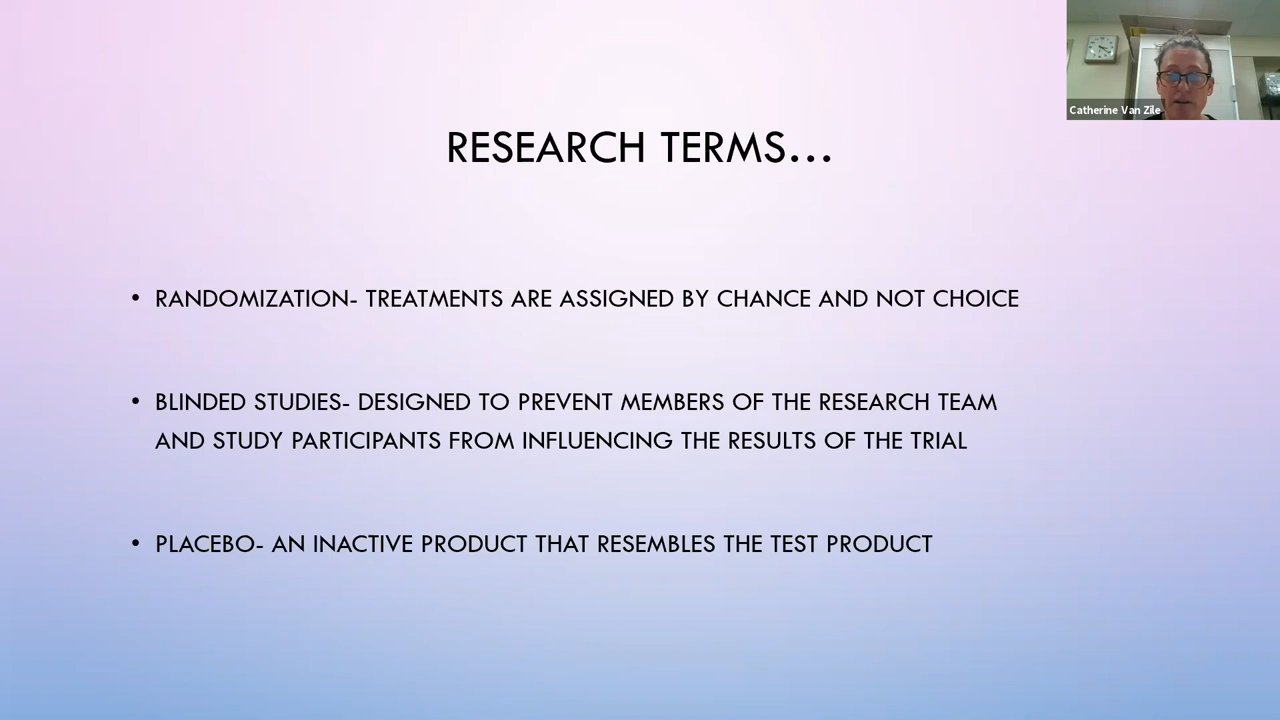 Catherine Van Zile
RESEARCH TERMS...
• RANDOMIZATION- TREATMENTS ARE ASSIGNED BY CHANCE AND NOT CHOICE
• BLINDED STUDIES- DESIGNED TO PREVENT MEMBERS OF THE RESEARCH TEAM
AND STUDY PARTICIPANTS FROM INFLUENCING THE RESULTS OF THE TRIAL
• PLACEBO- AN INACTIVE PRODUCT THAT RESEMBLES THE TEST PRODUCT